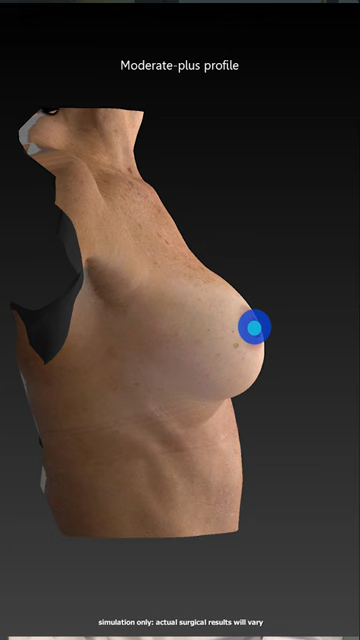 Moderate-plus profile
simulation only: actual surgical results will vary